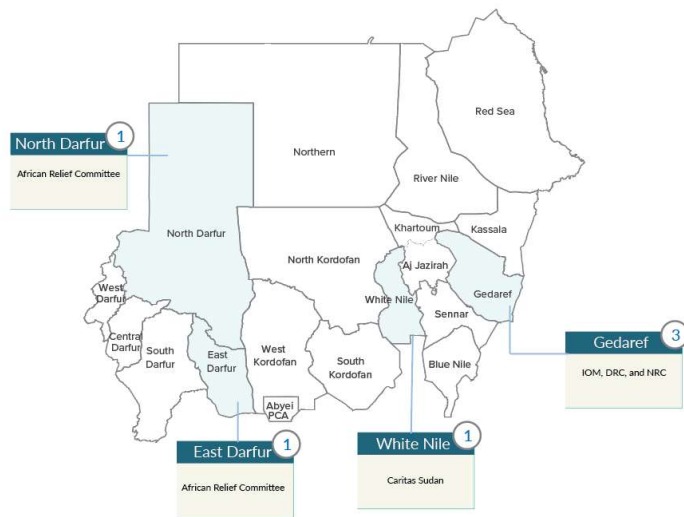 Red Sea
North Darfur 1
African Relief Committee
Northern
River Nile
North Darfur
Khartoum
Kassala
North Kordofan
Aj Jazirah
West
Darfur
White Nile
Gedaref
Sennar
Central
Darfur
South
Darfur
East
Darfur
West
Kordofan
South
Kordofan
Blue Nile
Gedaref 3
IOM, DRC, and NRC
Abyei
PCA
East Darfur 1
African Relief Committee
White Nile 1
Caritas Sudan